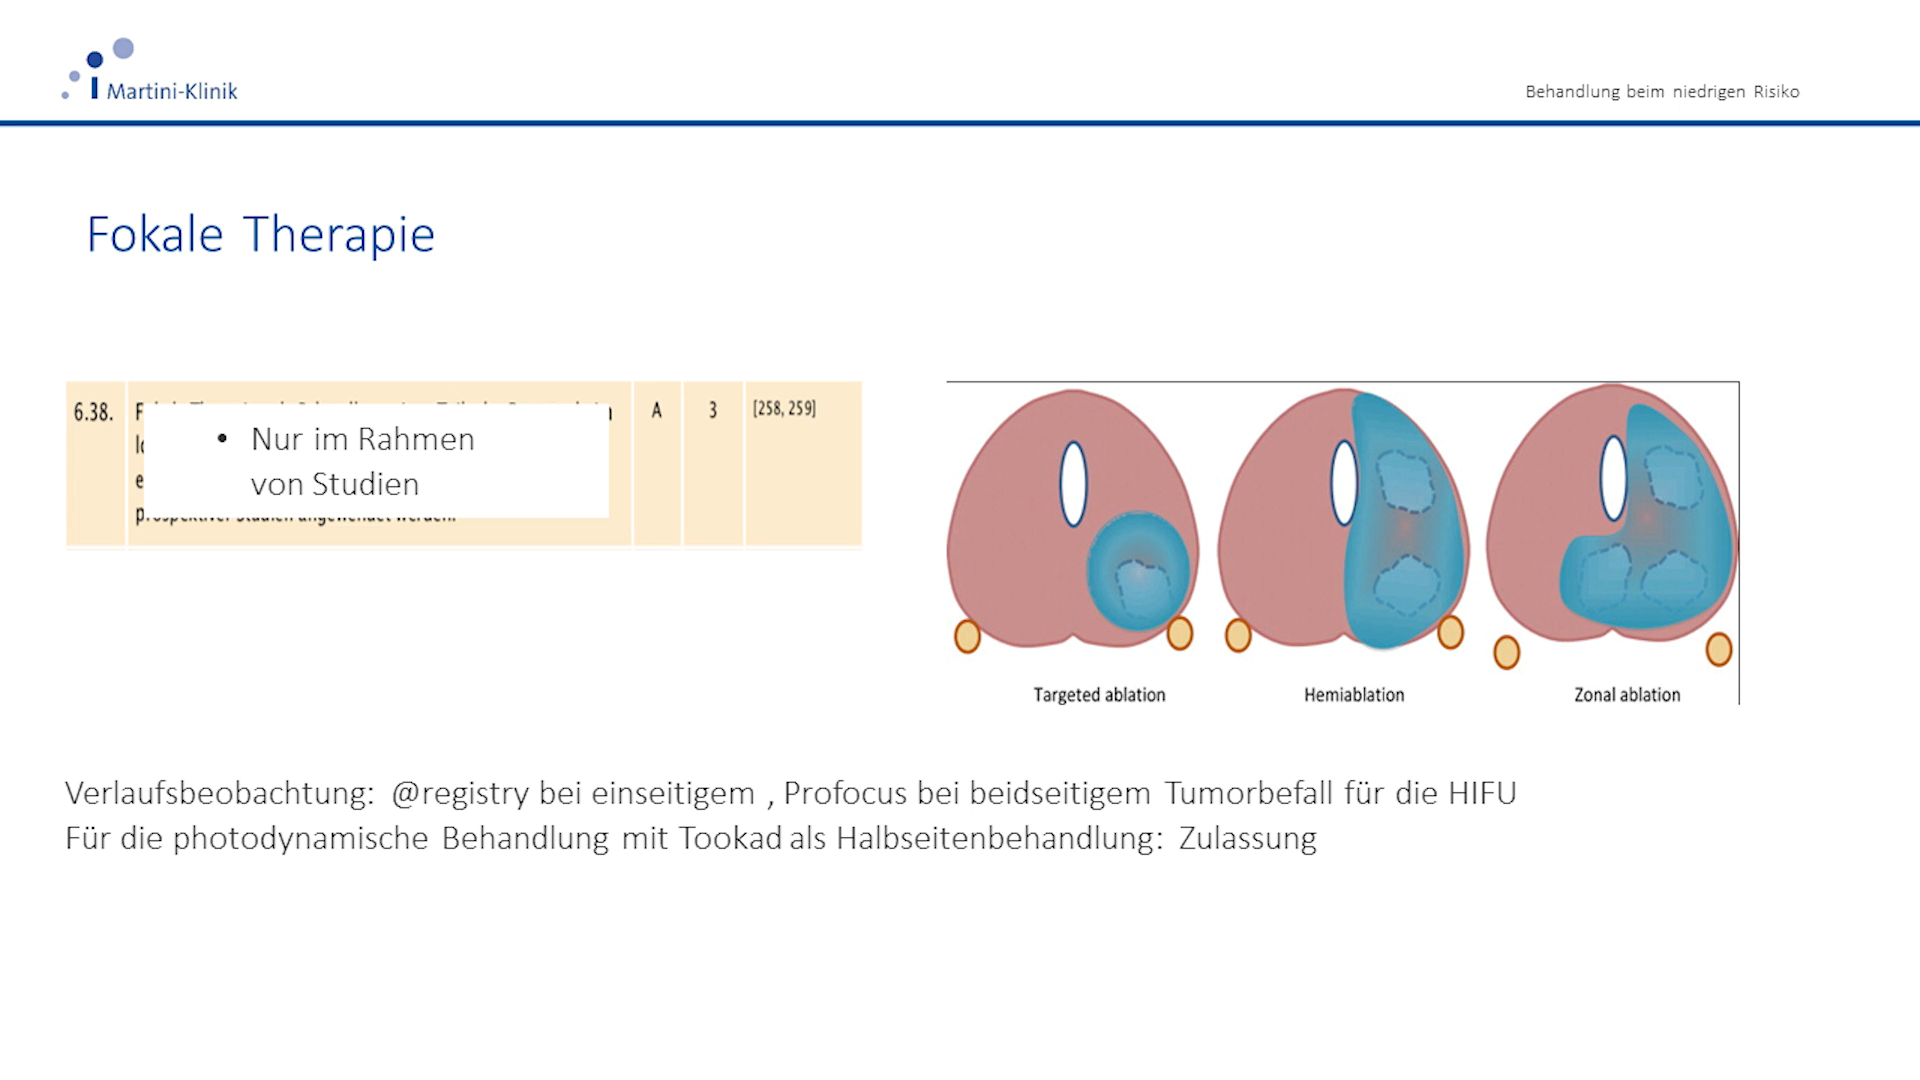 Martini-Klinik
Behandlung beim niedrigen Risiko
Fokale Therapie
6.38.
A
3
[258, 259]
• Nur im Rahmen
von Studien
Targeted ablation
Hemiablation
Zonal ablation
Verlaufsbeobachtung: @registry bei einseitigem , Profocus bei beidseitigem Tumorbefall für die HIFU
Für die photodynamische Behandlung mit Tookad als Halbseitenbehandlung: Zulassung